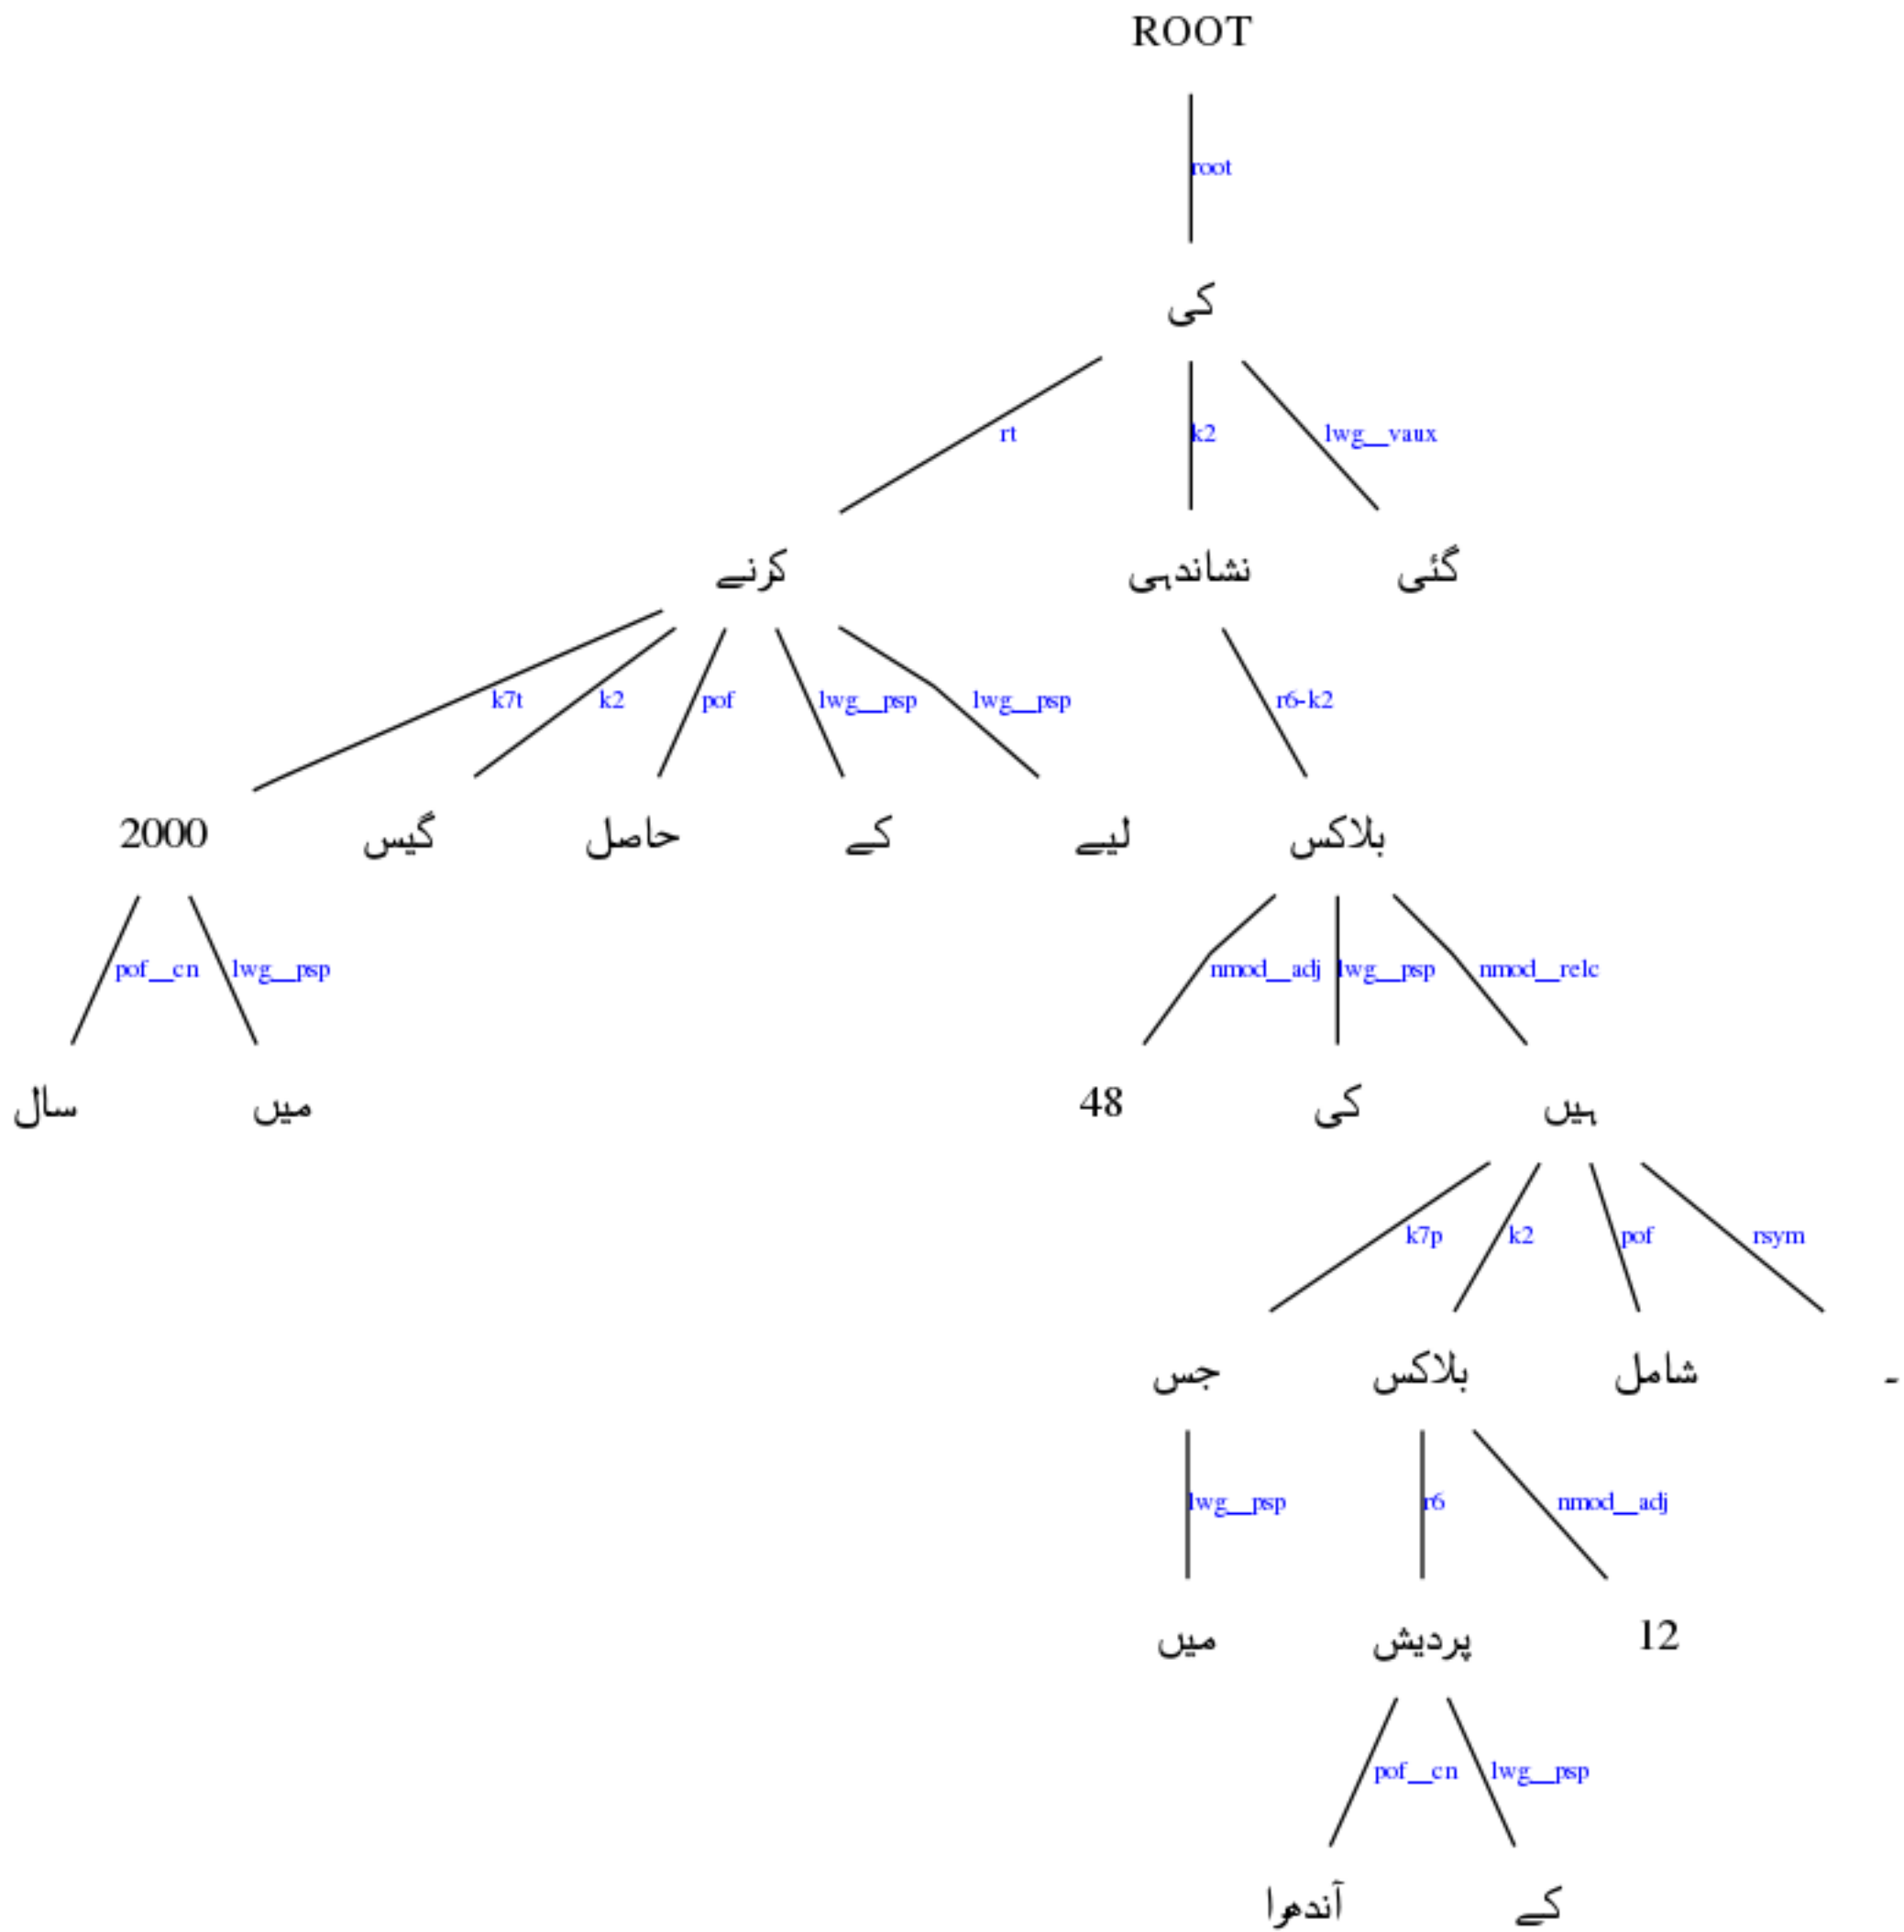 ROOT
root
کی
rt k2 lwg__vaux
کرنے نشاندہی گئی
k7t k2 pof lwg__psp lwg__psp r6-k2
2000 گیس حاصل کے لیے بلاکس
pof__cn lwg__psp nmod__adj lwg__psp nmod__relc
سال میں 48 کی ہیں
k7p k2 pof rsym
جس بلاکس شامل ۔
lwg__psp r6 nmod__adj
میں پردیش 12
pof__cn lwg__psp
آندھرا کے